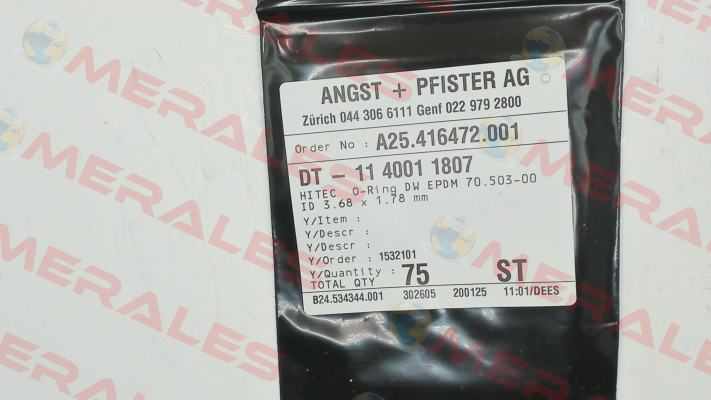 ANGST + PFISTER AG
Zürich 044 306 6111 Genf 022 979 2800
Order No : A25.416472.001
DT - 11 4001 1807
HITEC O-Ring DW EPDM 70.503-00
ID 3.68 x 1.78 mm
Y/Item :
Y/Descr :
Y/Descr :
Y/Order : 1532101
Y/Quantity : 75 ST
TOTAL QTY
B24.534344.001 302605 200125 11:01/DEES
MERALES
MERALES
MERALES
MERALES
MERALES
MERALES